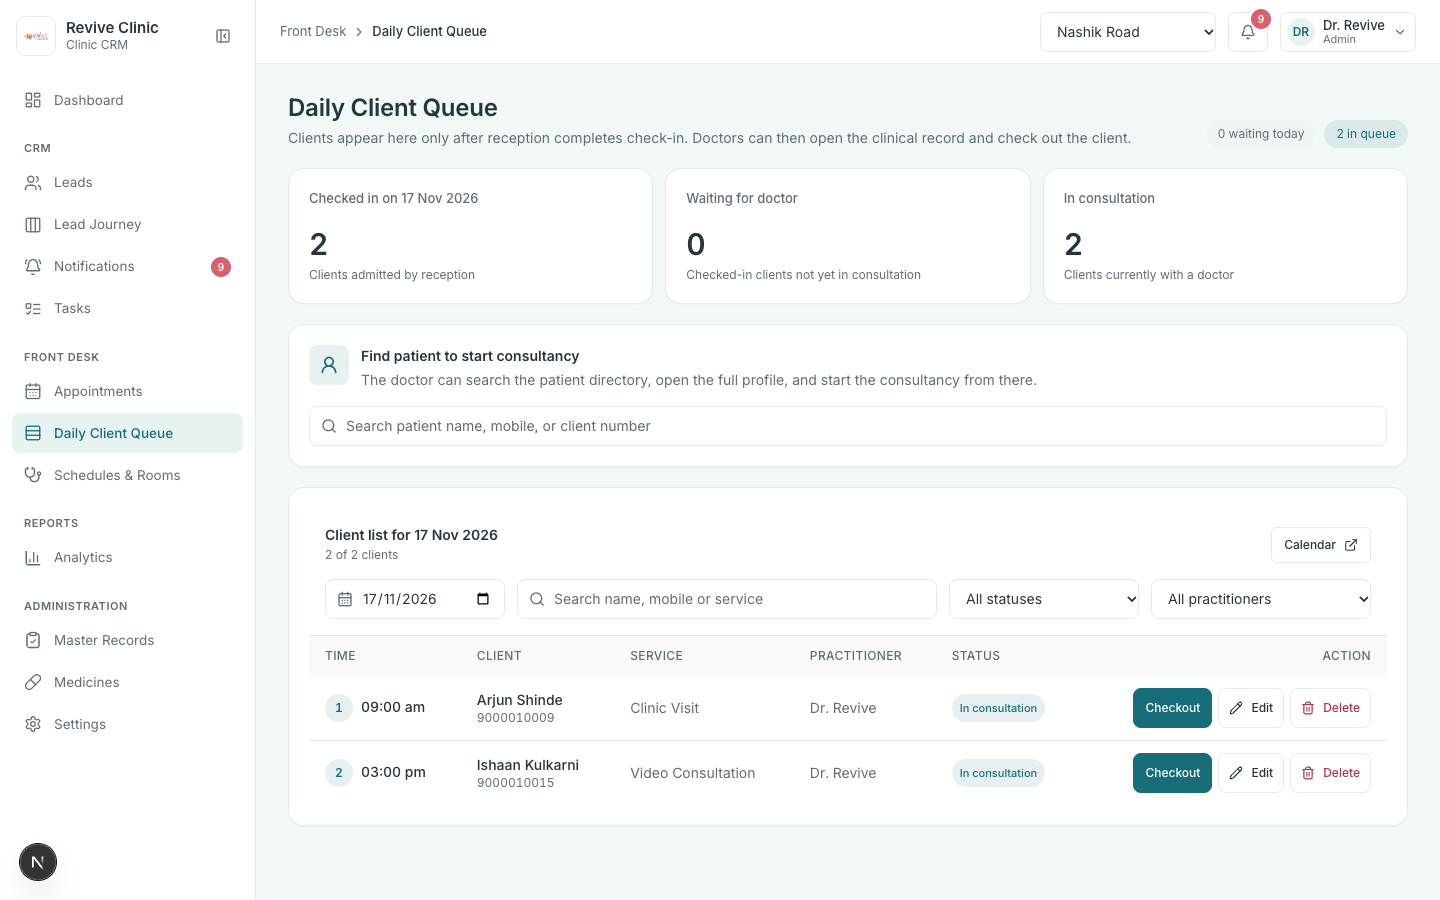 Revive Clinic
Clinic CRM
Dashboard
CRM
Leads
Lead Journey
Notifications
9
Tasks
FRONT DESK
Appointments
Daily Client Queue
Schedules & Rooms
REPORTS
Analytics
ADMINISTRATION
Master Records
Medicines
Settings
N
Front Desk > Daily Client Queue
Nashik Road
9
DR
Dr. Revive
Admin
Daily Client Queue
Clients appear here only after reception completes check-in. Doctors can then open the clinical record and check out the client.
0 waiting today
2 in queue
Checked in on 17 Nov 2026
2
Clients admitted by reception
Waiting for doctor
0
Checked-in clients not yet in consultation
In consultation
2
Clients currently with a doctor
Find patient to start consultancy
The doctor can search the patient directory, open the full profile, and start the consultancy from there.
Search patient name, mobile, or client number
Client list for 17 Nov 2026
2 of 2 clients
Calendar
17/11/2026
Search name, mobile or service
All statuses
All practitioners
TIME CLIENT SERVICE PRACTITIONER STATUS ACTION
1 09:00 am Arjun Shinde Clinic Visit Dr. Revive In consultation Checkout Edit Delete
9000010009
2 03:00 pm Ishaan Kulkarni Video Consultation Dr. Revive In consultation Checkout Edit Delete
9000010015